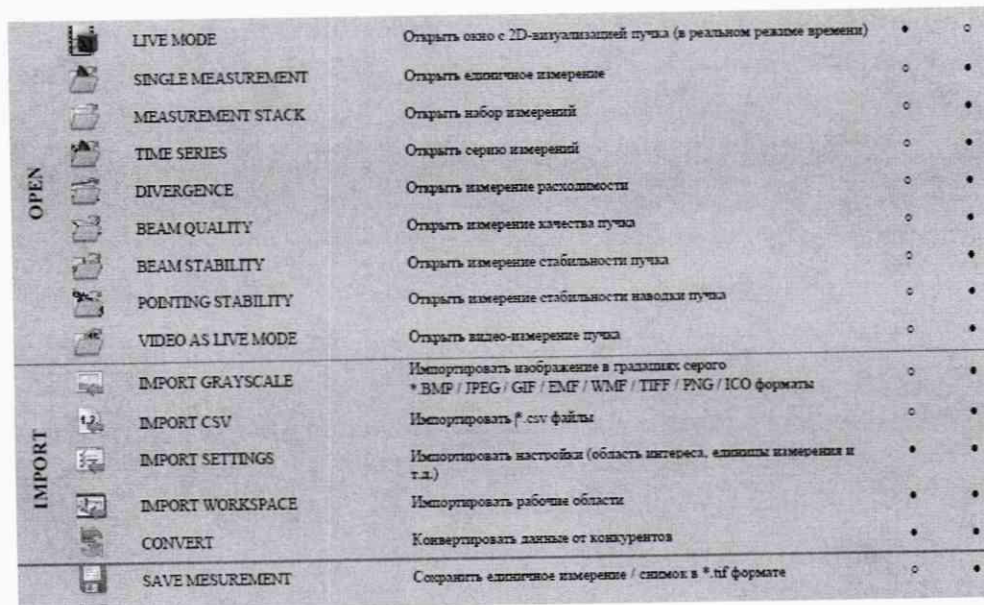 LIVE MODE Открыть окно с 2D-визуализацией пучка (в реальном режиме времени) • ○
SINGLE MEASUREMENT Открыть единичное измерение ○ •
MEASUREMENT STACK Открыть набор измерений ○ •
TIME SERIES Открыть серию измерений ○ •
OPEN
DIVERGENCE Открыть измерение расходимости ○ •
BEAM QUALITY Открыть измерение качества пучка ○ •
BEAM STABILITY Открыть измерение стабильности пучка ○ •
POINTING STABILITY Открыть измерение стабильности наводки пучка ○ •
VIDEO AS LIVE MODE Открыть видео-измерение пучка ○ •
Импортировать изображение в градациях серого
IMPORT GRAYSCALE *.BMP / JPEG / GIF / EMF / WMF / TIFF / PNG / ICO форматы ○ •
IMPORT CSV Импортировать *.csv файлы ○ •
IMPORT
IMPORT SETTINGS Импортировать настройки (область интереса, единицы измерения и • •
т.д.)
IMPORT WORKSPACE Импортировать рабочие области • •
CONVERT Конвертировать данные от конкурентов • •
SAVE MESUREMENT Сохранить единичное измерение / снимок в *.tif формате ○ •